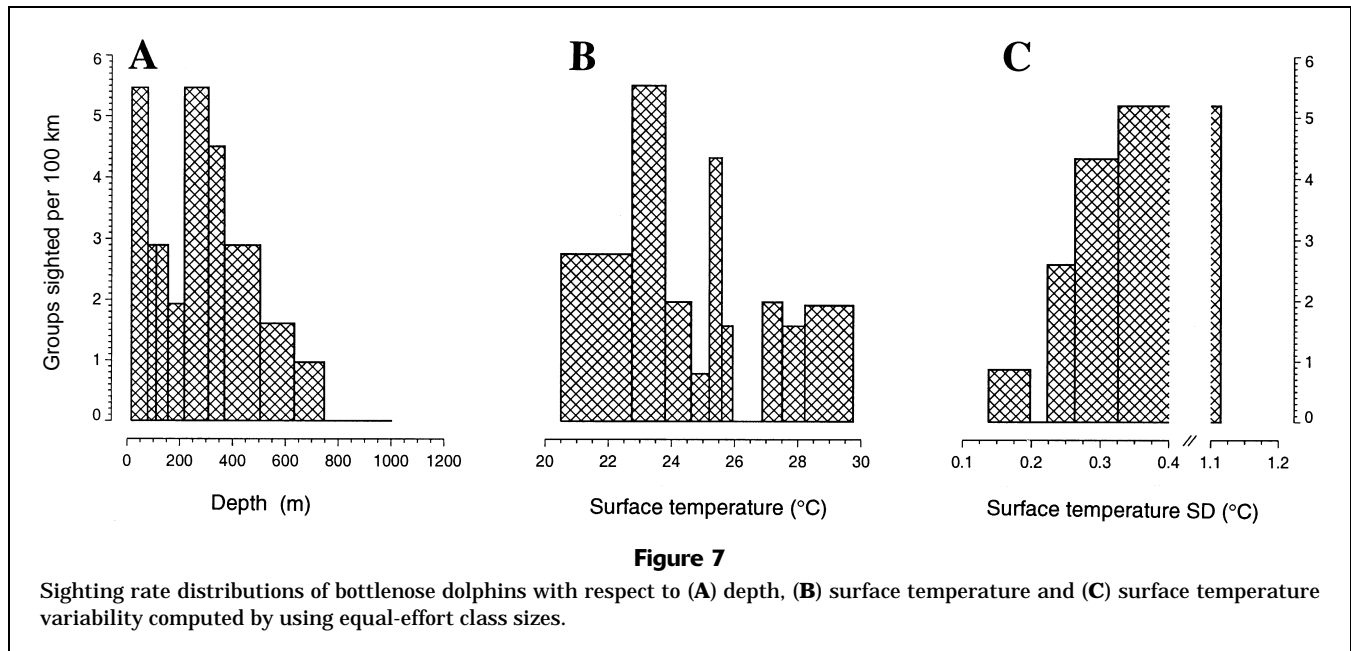 A
B
C
6
5
4
3
2
1
0
Groups sighted per 100 km
0 200 400 600 800 1000 1200
Depth (m)
20 22 24 26 28 30
Surface temperature (°C)
6
5
4
3
2
1
0
0.1 0.2 0.3 0.4 // 1.1 1.2
Surface temperature SD (°C)
Figure 7
Sighting rate distributions of bottlenose dolphins with respect to (A) depth, (B) surface temperature and (C) surface temperature
variability computed by using equal-effort class sizes.